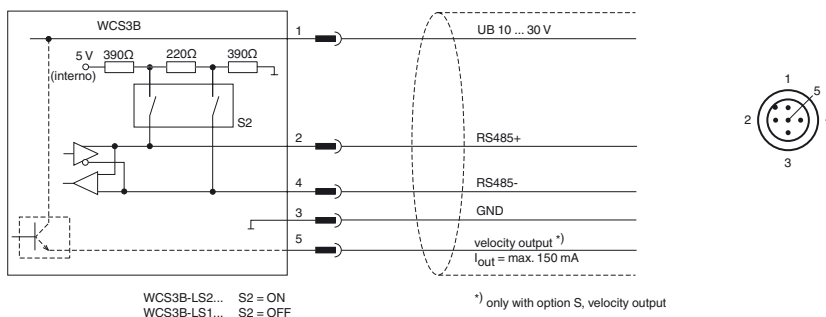 WCS3B
1
UB 10 ... 30 V
5 V
390Ω
220Ω
390Ω
(interno)
S2
2
RS485+
4
RS485-
3
GND
5
velocity output *)
Iout = max. 150 mA
WCS3B-LS2... S2 = ON
WCS3B-LS1... S2 = OFF
*) only with option S, velocity output
1
5
2
3